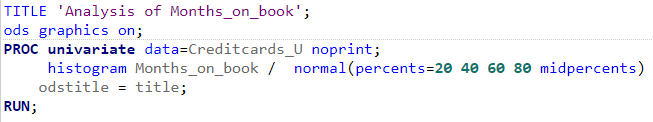 TITLE 'Analysis of Months_on_book';
ods graphics on;
PROC univariate data=Creditcards_U noprint;
histogram Months_on_book / normal(percents=20 40 60 80 midpercents)
odstitle = title;
RUN;